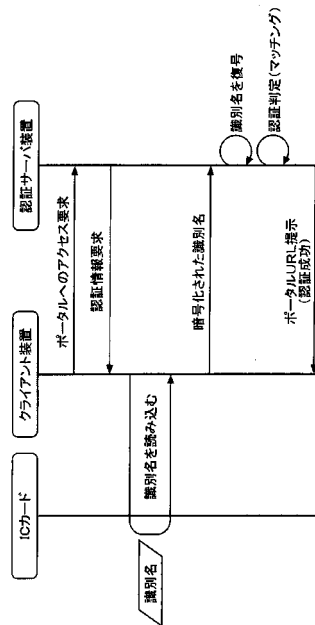 ICカード
クライアント装置
認証サーバ装置
ポータルへのアクセス要求
認証情報要求
識別名
識別名を読み込む
暗号化された識別名
識別名を復号
認証判定(マッチング)
ポータルURL提示
(認証成功)